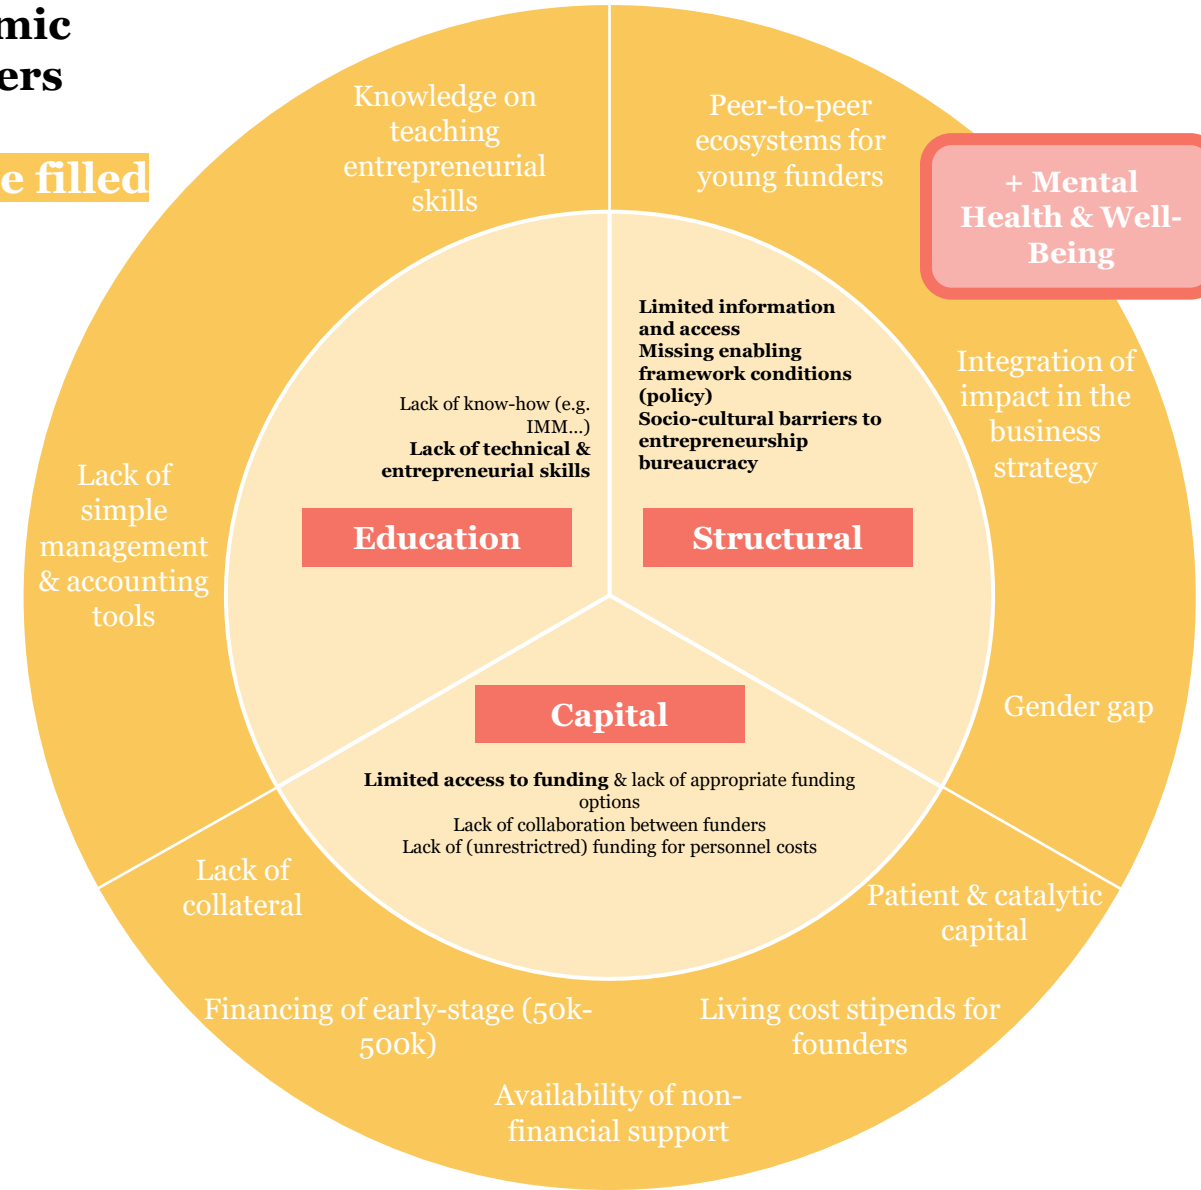 mic
ers
e filled
Knowledge on
teaching
entrepreneurial
skills
Peer-to-peer
ecosystems for
young funders
+ Mental
Health & Well-
Being
Limited information
and access
Missing enabling
framework conditions
(policy)
Socio-cultural barriers to
entrepreneurship
bureaucracy
Lack of know-how (e.g.
IMM...)
Lack of technical &
entrepreneurial skills
Integration of
impact in the
business
strategy
Lack of
simple
management
& accounting
tools
Education
Structural
Capital
Gender gap
Limited access to funding & lack of appropriate funding
options
Lack of collaboration between funders
Lack of (unrestrictred) funding for personnel costs
Lack of
collateral
Patient & catalytic
capital
Financing of early-stage (50k-
500k)
Living cost stipends for
founders
Availability of non-
financial support